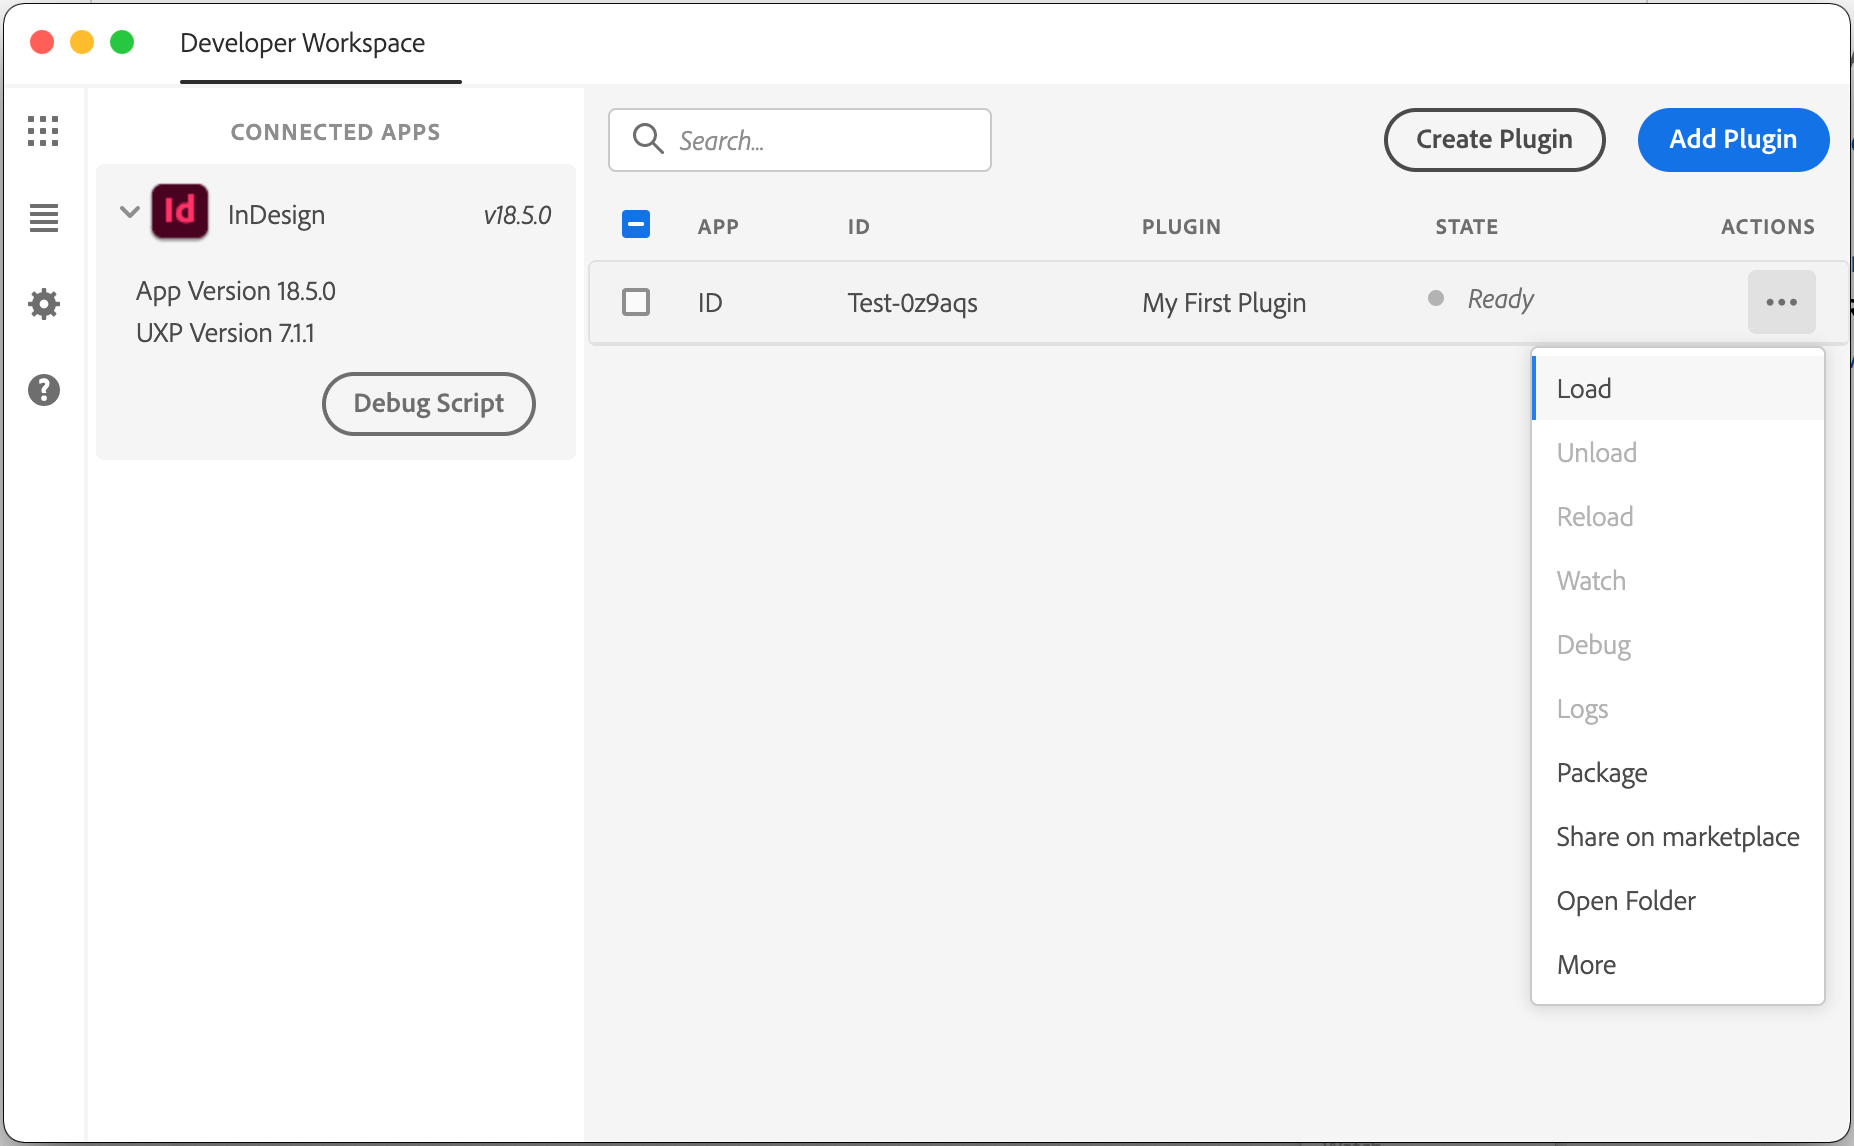 Developer Workspace
CONNECTED APPS
Id InDesign v18.5.0
App Version 18.5.0
UXP Version 7.1.1
Debug Script
Search...
Create Plugin
Add Plugin
APP ID PLUGIN STATE ACTIONS
ID Test-0z9aqs My First Plugin Ready
Load
Unload
Reload
Watch
Debug
Logs
Package
Share on marketplace
Open Folder
More